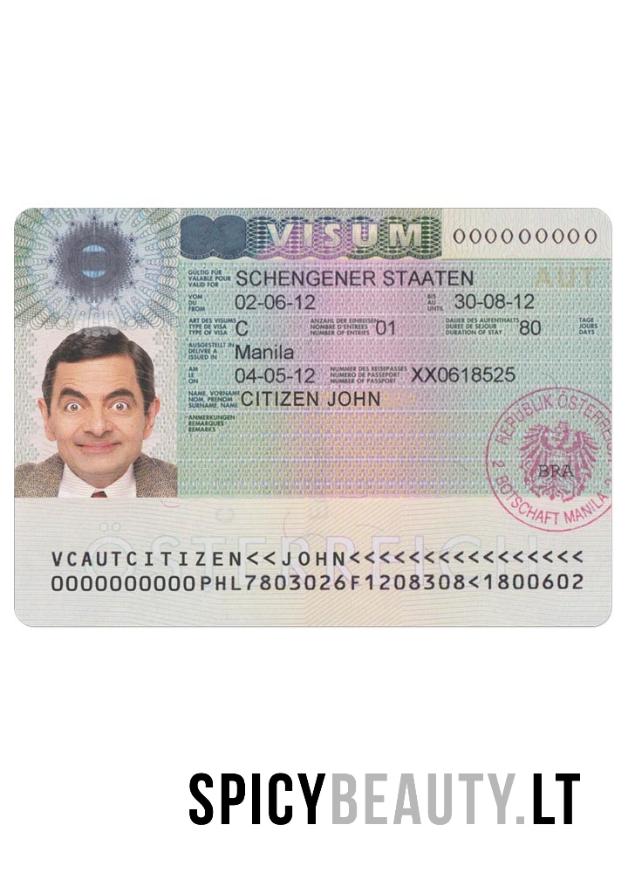 VISUM 000000000
AUT
GÜLTIG FÜR
VALABLE POUR
VALID FOR
SCHENGENER STAATEN
VOM
DU
FROM
02-06-12
BIS
AU
UNTIL
30-08-12
ART DES VISUMS
TYPE DE VISA
TYPE OF VISA
C
ANZAHL DER EINREISEN
NOMBRE D'ENTREES
NUMBER OF ENTRIES
01
DAUER DES AUFENTHALTS
DUREE DE SEJOUR
DURATION OF STAY
80
TAGE
JOURS
DAYS
AUSGESTELLT IN
DELIVRE A
ISSUED IN
Manila
AM
LE
ON
04-05-12
NUMMER DES REISEPASSES
NUMERO DE PASSEPORT
NUMBER OF PASSPORT
XX0618525
NAME, VORNAME
NOM, PRENOM
SURNAME, NAME
CITIZEN JOHN
ANMERKUNGEN
REMARQUES
REMARKS
REPUBLIK ÖSTERREICH
BRA
2 BOTSCHAFT MANILA
ÖSTERREICH
VCAUTCITIZEN<<JOHN<<<<<<<<<<<<<<<<<<
0000000000PHL7803026F1208308<1800602
SPICYBEAUTY.LT